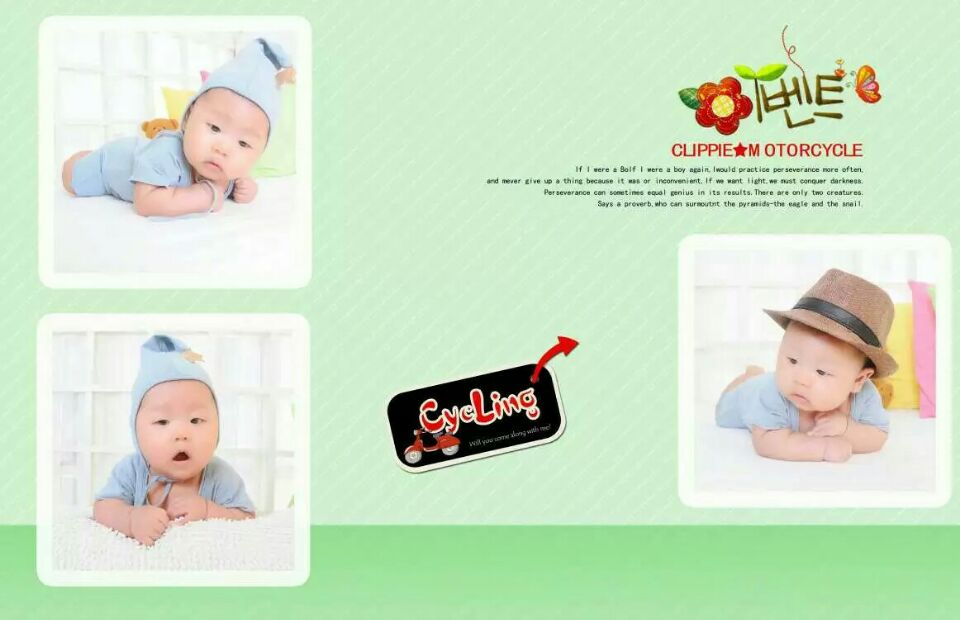 이벤트
CLIPPIE★MOTORCYCLE
If I were a Bolf I were a boy again,Iwould practice perseverance more often,
and never give up a thing because it was or inconvenient.If we want light,we must conquer darkness.
Perseverance can sometimes equal genius in its results.There are only two creatures.
Says a proverb,who can surmoutnt the pyramids-the eagle and the snail.
CycLing
Will you come along with me!